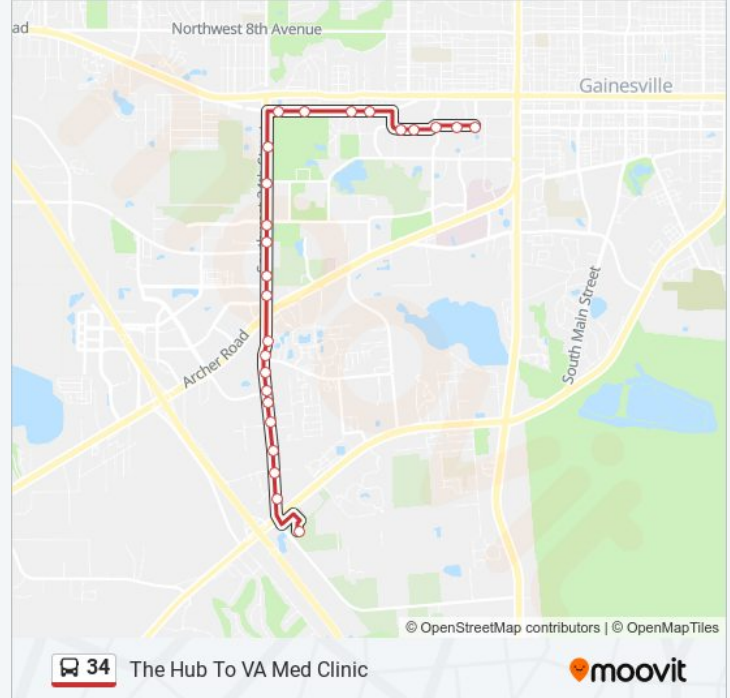 ad
Northwest 8th Avenue
Gainesville
South Main Street
Archer Road
© OpenStreetMap contributors | © OpenMapTiles
34
The Hub To VA Med Clinic
moovit